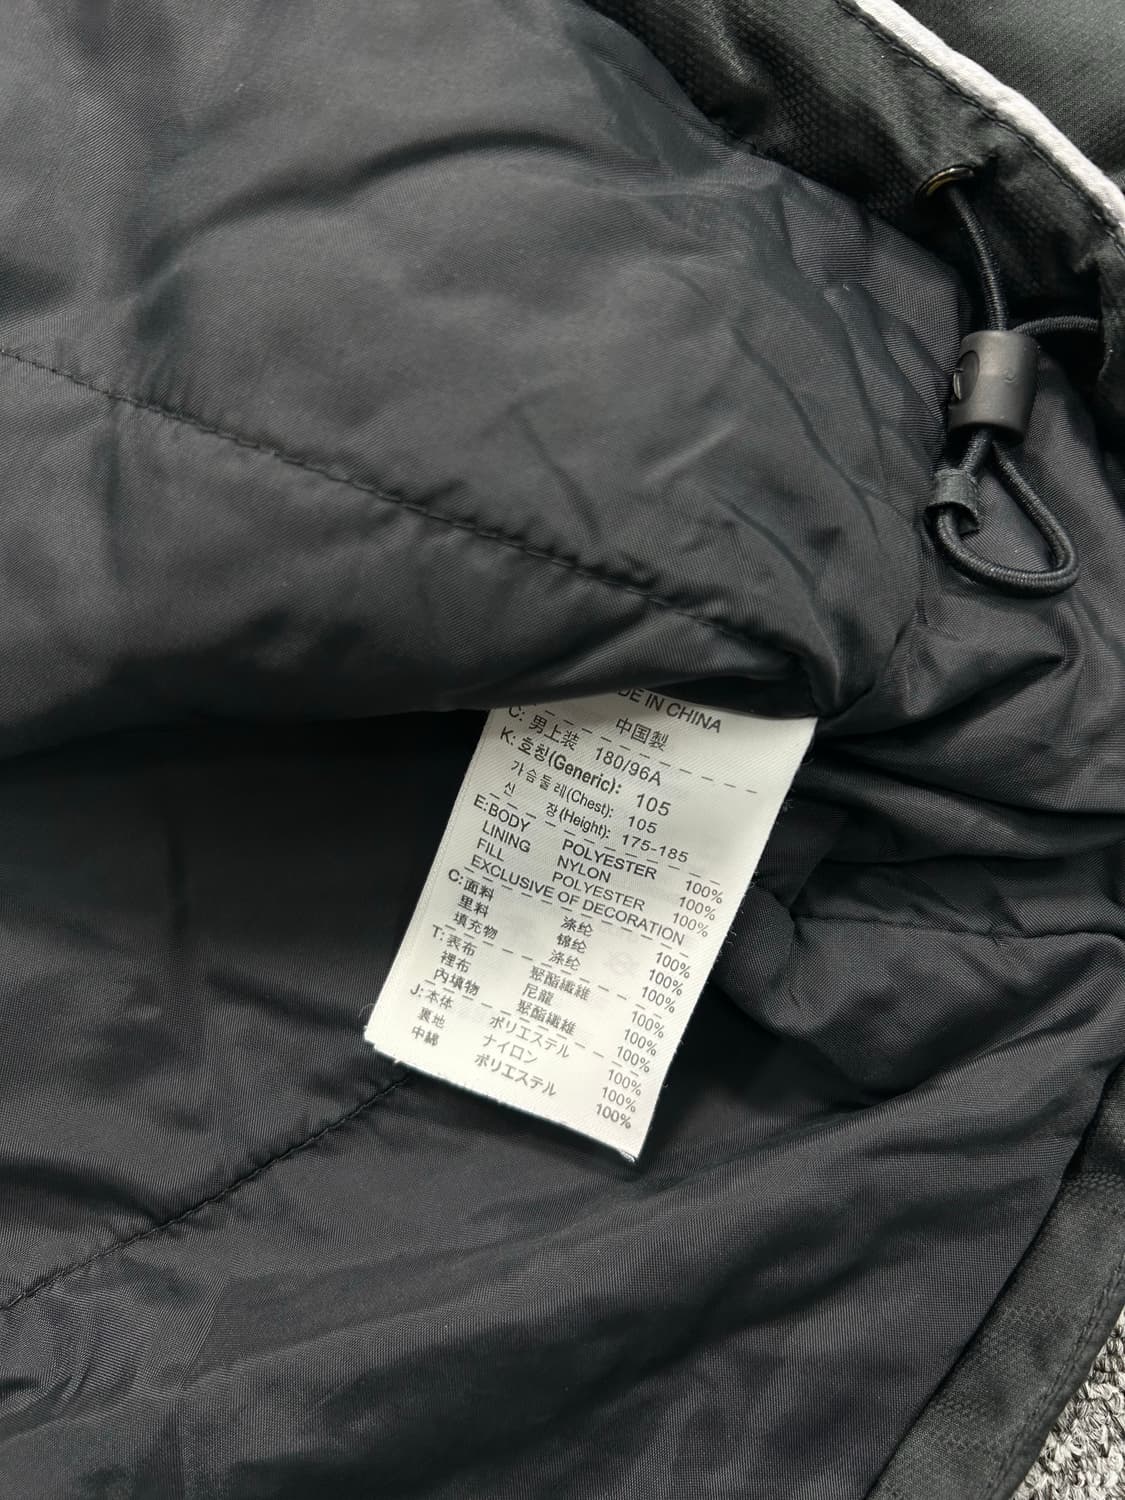 DE IN CHINA
中国製
C: 男上装 180/96A
K: 호칭(Generic): 105
가슴둘레(Chest): 105
신 장(Height): 175-185
E: BODY POLYESTER 100%
LINING NYLON 100%
FILL POLYESTER 100%
EXCLUSIVE OF DECORATION
C: 面料 涤纶 100%
里料 锦纶 100%
填充物 涤纶 100%
T: 表布 聚酯纖維 100%
裡布 尼龍 100%
內填物 聚酯纖維 100%
J: 本体 ポリエステル 100%
裏地 ナイロン 100%
中綿 ポリエステル 100%